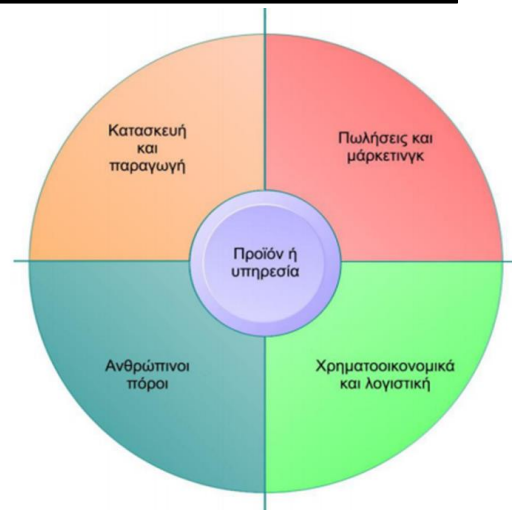 Κατασκευή
και
παραγωγή
Πωλήσεις και
μάρκετινγκ
Προϊόν ή
υπηρεσία
Ανθρώπινοι
πόροι
Χρηματοοικονομικά
και λογιστική